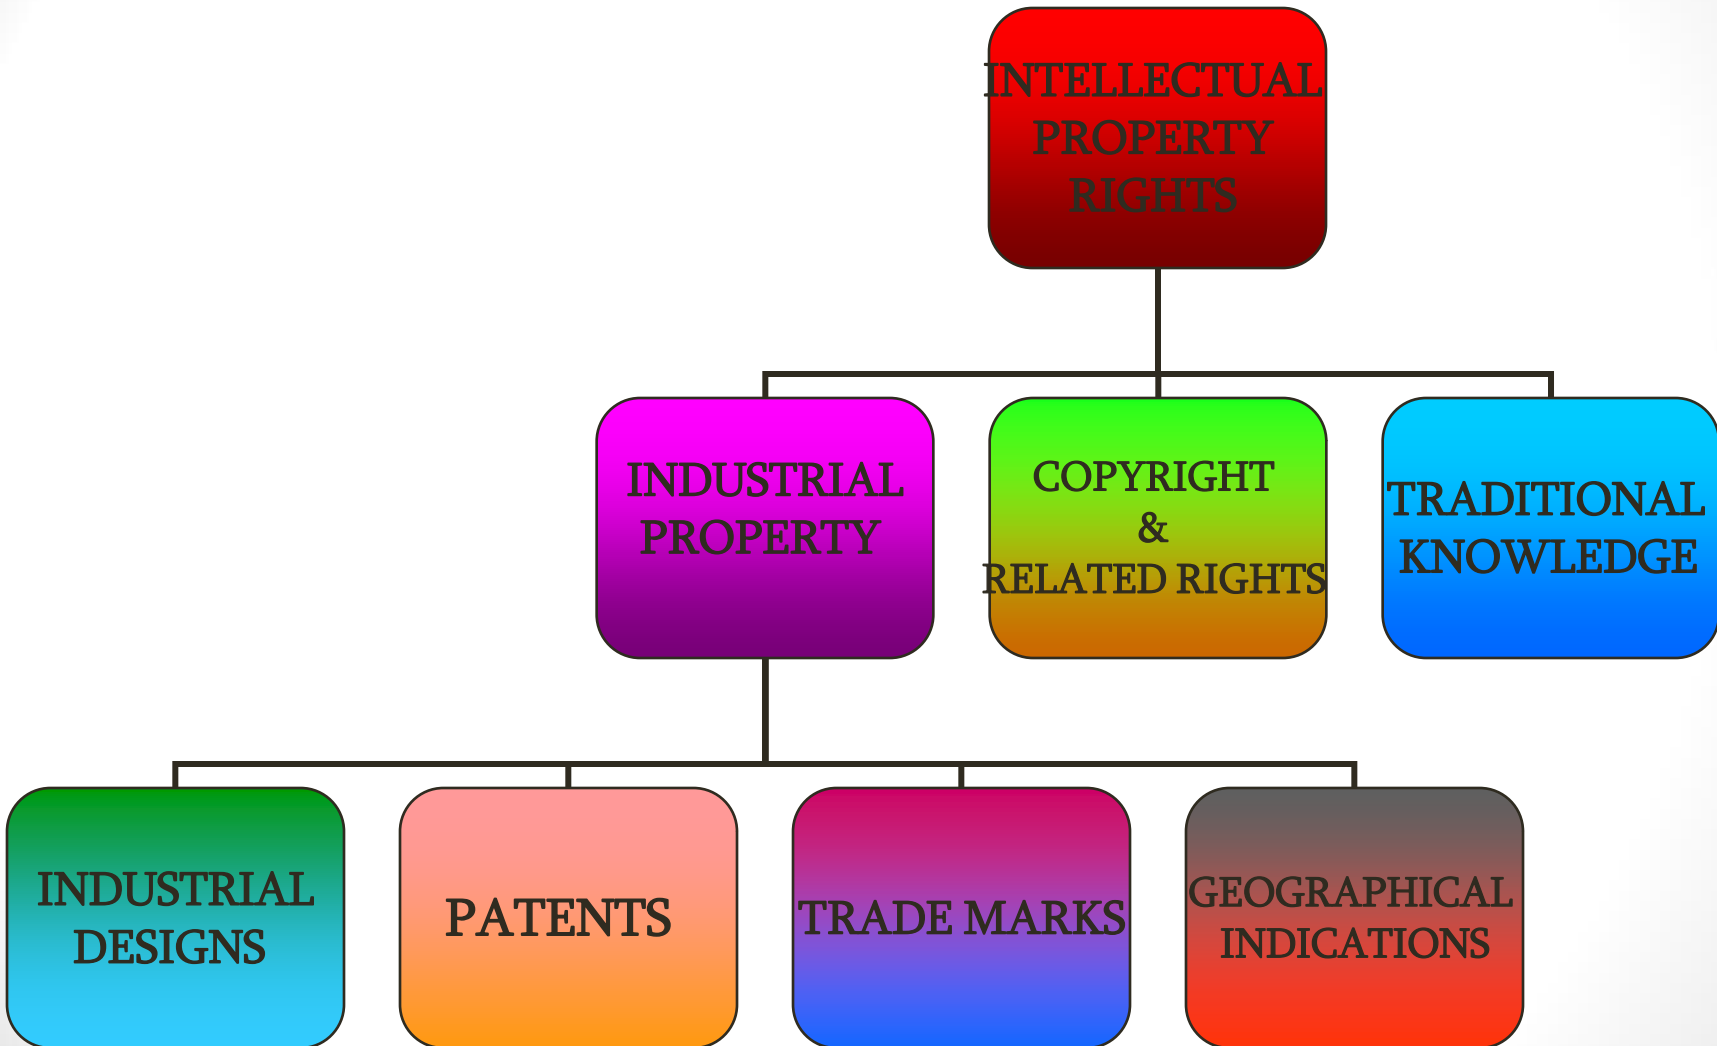 INTELLECTUAL
PROPERTY
RIGHTS
INDUSTRIAL
PROPERTY
COPYRIGHT
&
RELATED RIGHTS
TRADITIONAL
KNOWLEDGE
INDUSTRIAL
DESIGNS
PATENTS
TRADE MARKS
GEOGRAPHICAL
INDICATIONS